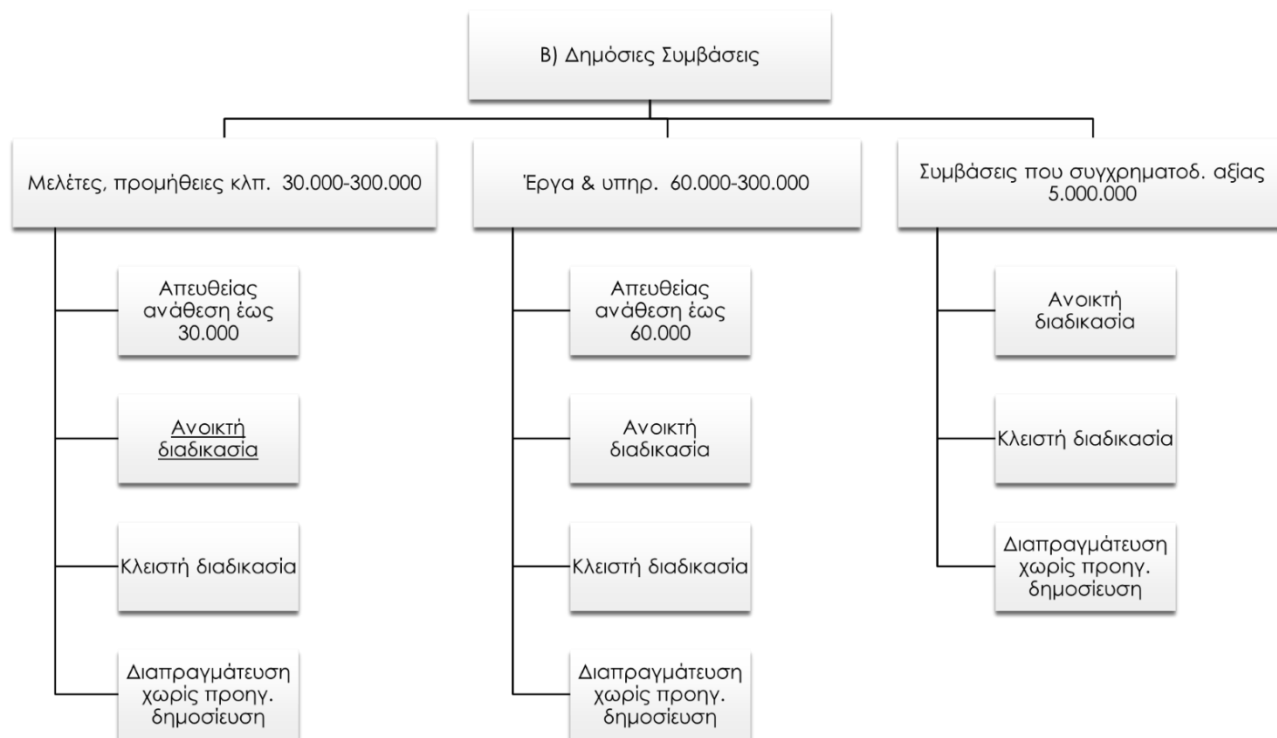 Β) Δημόσιες Συμβάσεις
Μελέτες, προμήθειες κλπ. 30.000-300.000
Απευθείας
ανάθεση έως
30.000
Ανοικτή
διαδικασία
Κλειστή διαδικασία
Διαπραγμάτευση
χωρίς προηγ.
δημοσίευση
Έργα & υπηρ. 60.000-300.000
Απευθείας
ανάθεση έως
60.000
Ανοικτή
διαδικασία
Κλειστή διαδικασία
Διαπραγμάτευση
χωρίς προηγ.
δημοσίευση
Συμβάσεις που συγχρηματοδ. αξίας
5.000.000
Ανοικτή
διαδικασία
Κλειστή διαδικασία
Διαπραγμάτευση
χωρίς προηγ.
δημοσίευση